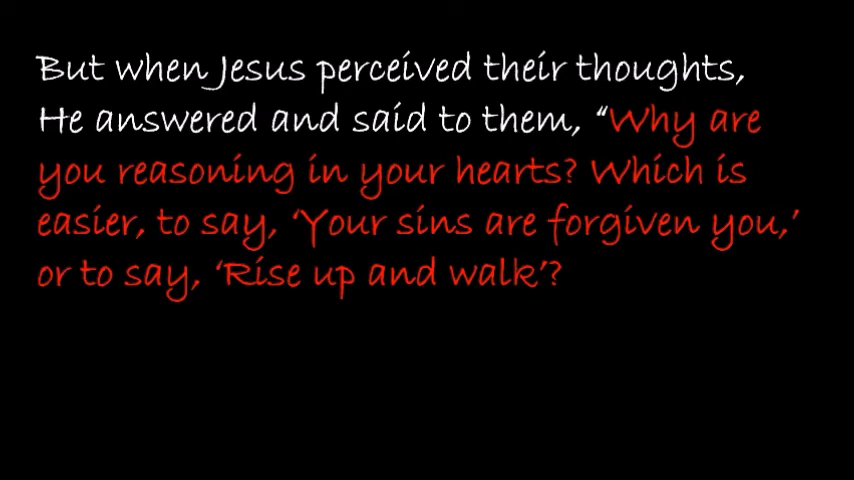 But when Jesus perceived their thoughts,
He answered and said to them, “Why are
you reasoning in your hearts? Which is
easier, to say, ‘Your sins are forgiven you,’
or to say, ‘Rise up and walk’?